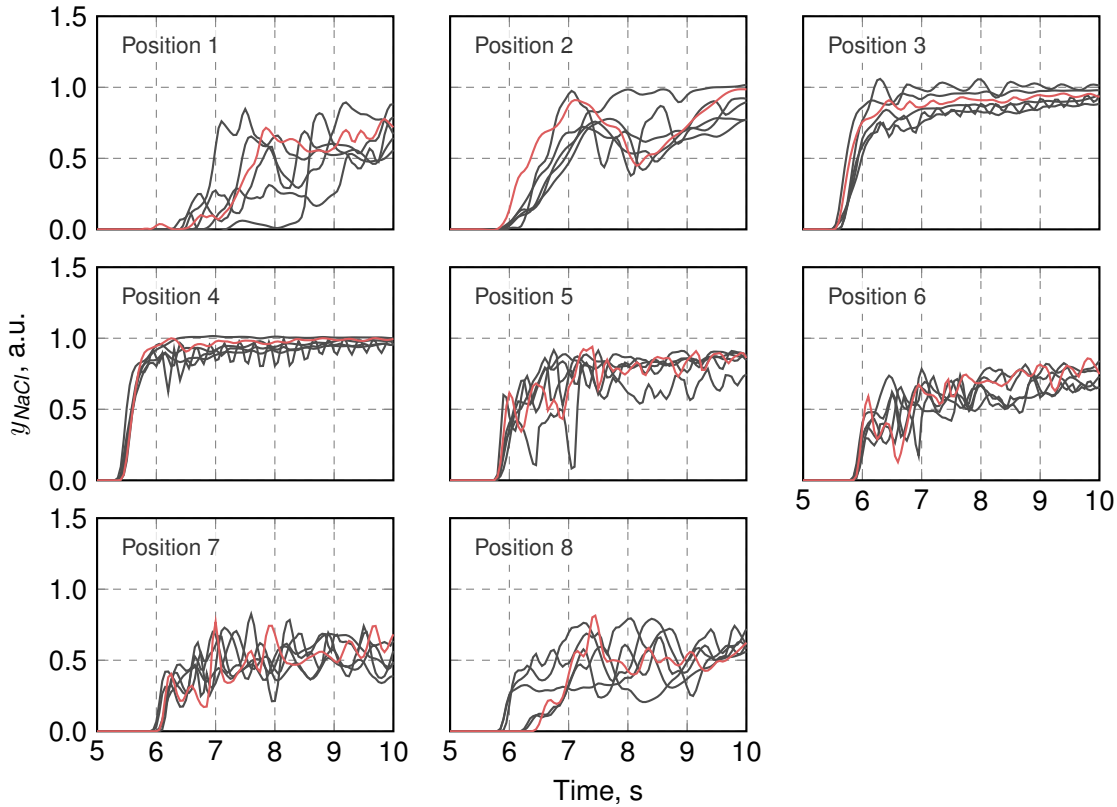 1.5
1.0
0.5
0.0
Position 1
Position 2
Position 3
1.5
1.0
0.5
0.0
Position 4
Position 5
Position 6
5 6 7 8 9 10
1.5
1.0
0.5
0.0
Position 7
Position 8
5 6 7 8 9 10
5 6 7 8 9 10
yNaCl, a.u.
Time, s